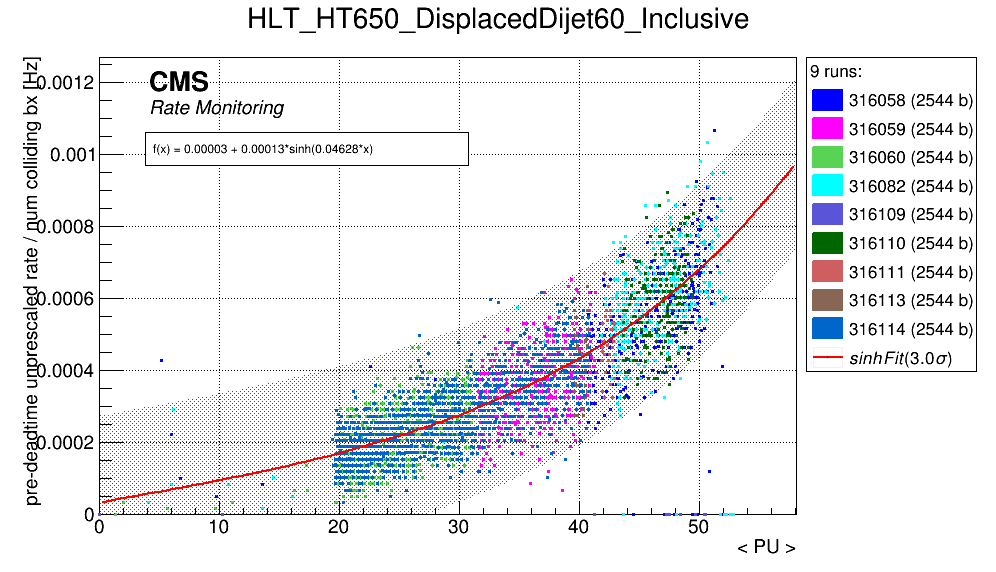 HLT_HT650_DisplacedDijet60_Inclusive
pre-deadtime unprescaled rate / num colliding bx [Hz]
0.0012
0.001
0.0008
0.0006
0.0004
0.0002
0
CMS
Rate Monitoring
f(x) = 0.00003 + 0.00013*sinh(0.04628*x)
0 10 20 30 40 50
< PU >
9 runs:
316058 (2544 b)
316059 (2544 b)
316060 (2544 b)
316082 (2544 b)
316109 (2544 b)
316110 (2544 b)
316111 (2544 b)
316113 (2544 b)
316114 (2544 b)
sinhFit(3.0σ)